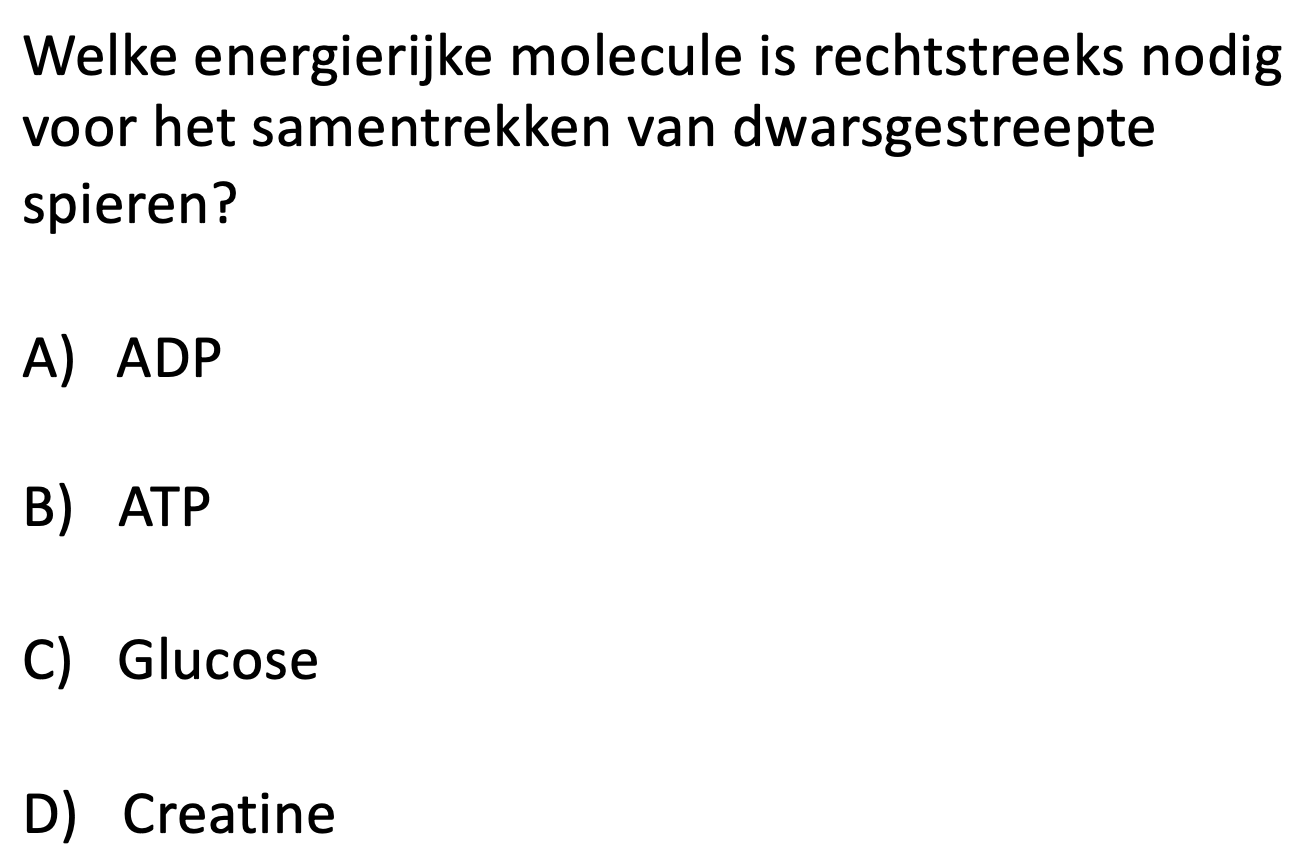 Welke energierijke molecule is rechtstreeks nodig
voor het samentrekken van dwarsgestreepte
spieren?
A) ADP
B) ATP
C) Glucose
D) Creatine